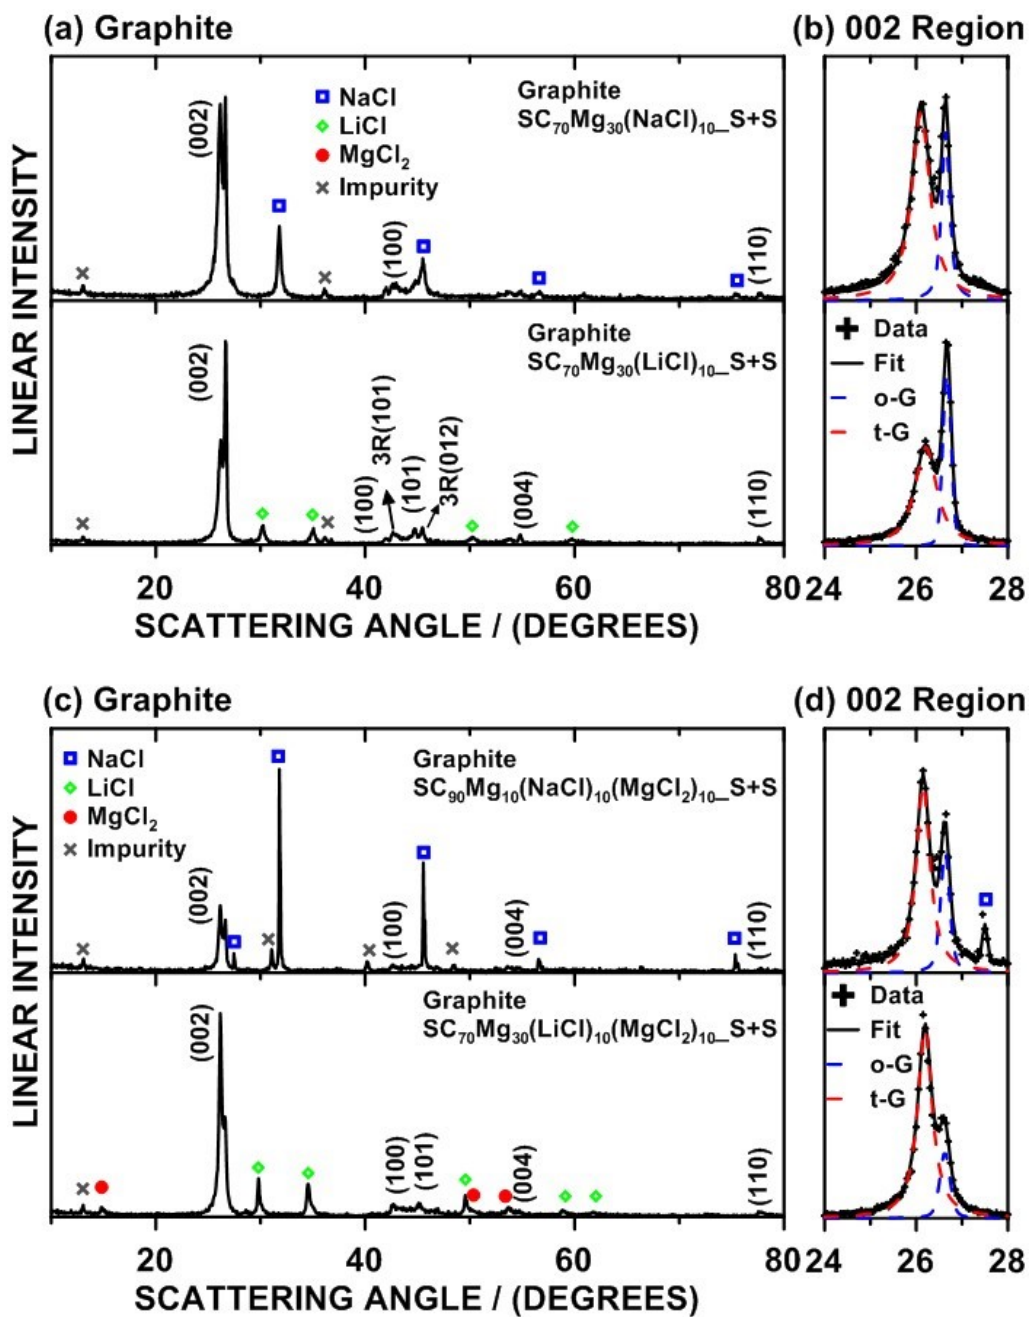 (a) Graphite
(b) 002 Region
LINEAR INTENSITY
(002)
NaCl
LiCl
MgCl₂
Impurity
Graphite
SC₇₀Mg₃₀(NaCl)₁₀_S+S
(100)
(110)
Graphite
SC₇₀Mg₃₀(LiCl)₁₀_S+S
(002)
(100)
3R(101)
(101)
3R(012)
(004)
(110)
Data
Fit
o-G
t-G
20 40 60 80
24 26 28
SCATTERING ANGLE / (DEGREES)
(c) Graphite
(d) 002 Region
LINEAR INTENSITY
NaCl
LiCl
MgCl₂
Impurity
Graphite
SC₉₀Mg₁₀(NaCl)₁₀(MgCl₂)₁₀_S+S
(002)
(100)
(004)
(110)
Graphite
SC₇₀Mg₃₀(LiCl)₁₀(MgCl₂)₁₀_S+S
(002)
(100)
(101)
(004)
(110)
Data
Fit
o-G
t-G
20 40 60 80
24 26 28
SCATTERING ANGLE / (DEGREES)